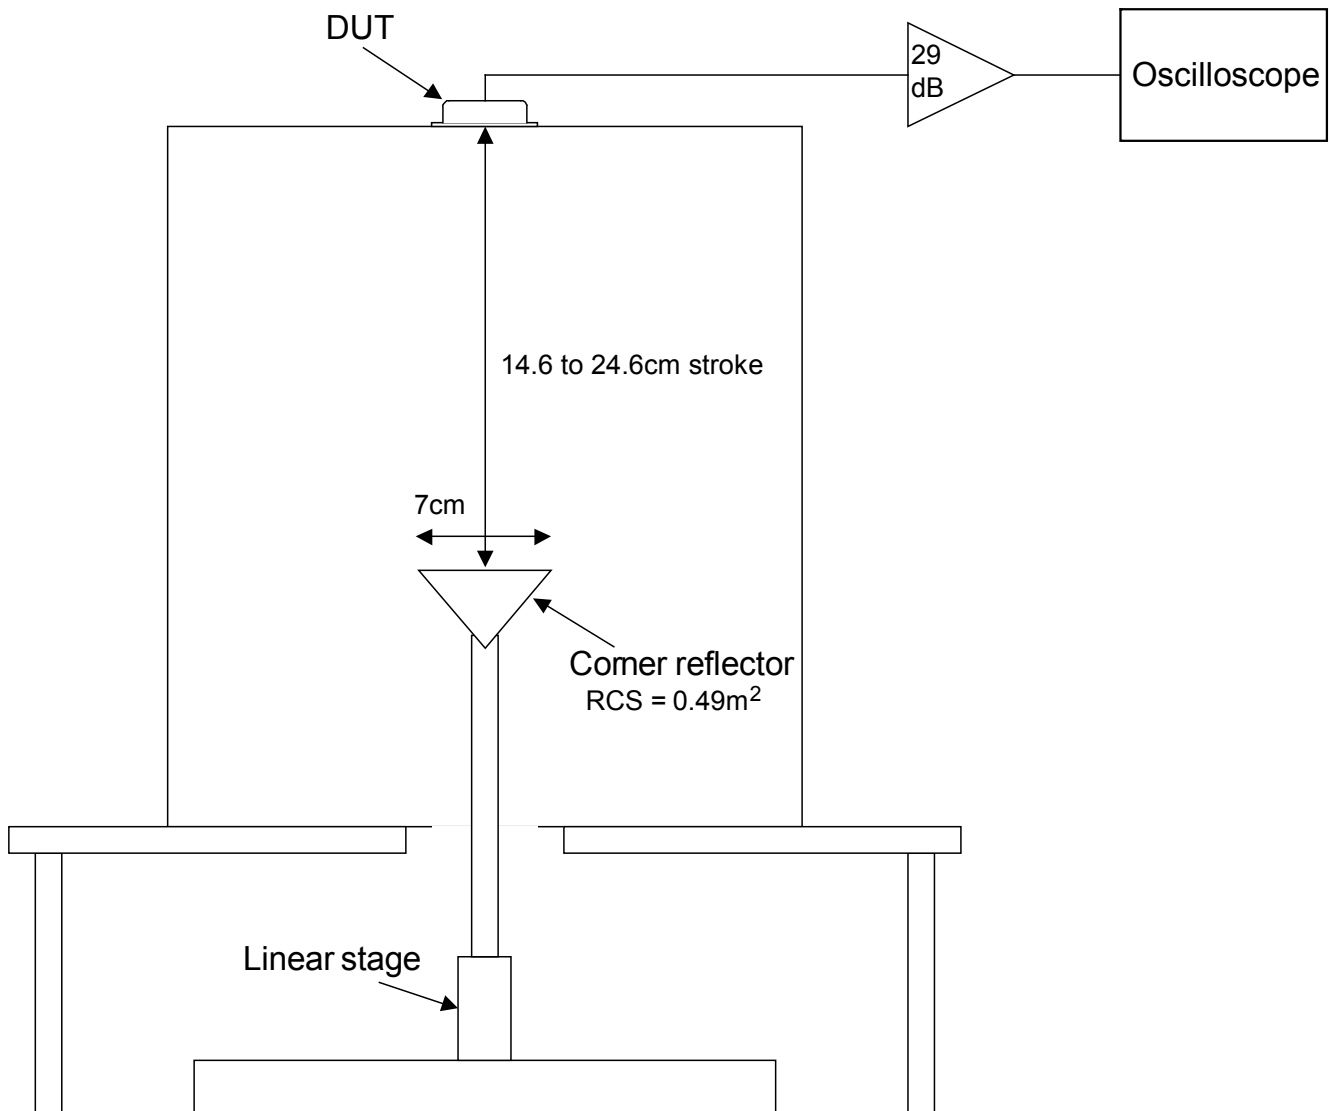 DUT
29
dB
Oscilloscope
14.6 to 24.6cm stroke
7cm
Corner reflector
RCS = 0.49m²
Linear stage